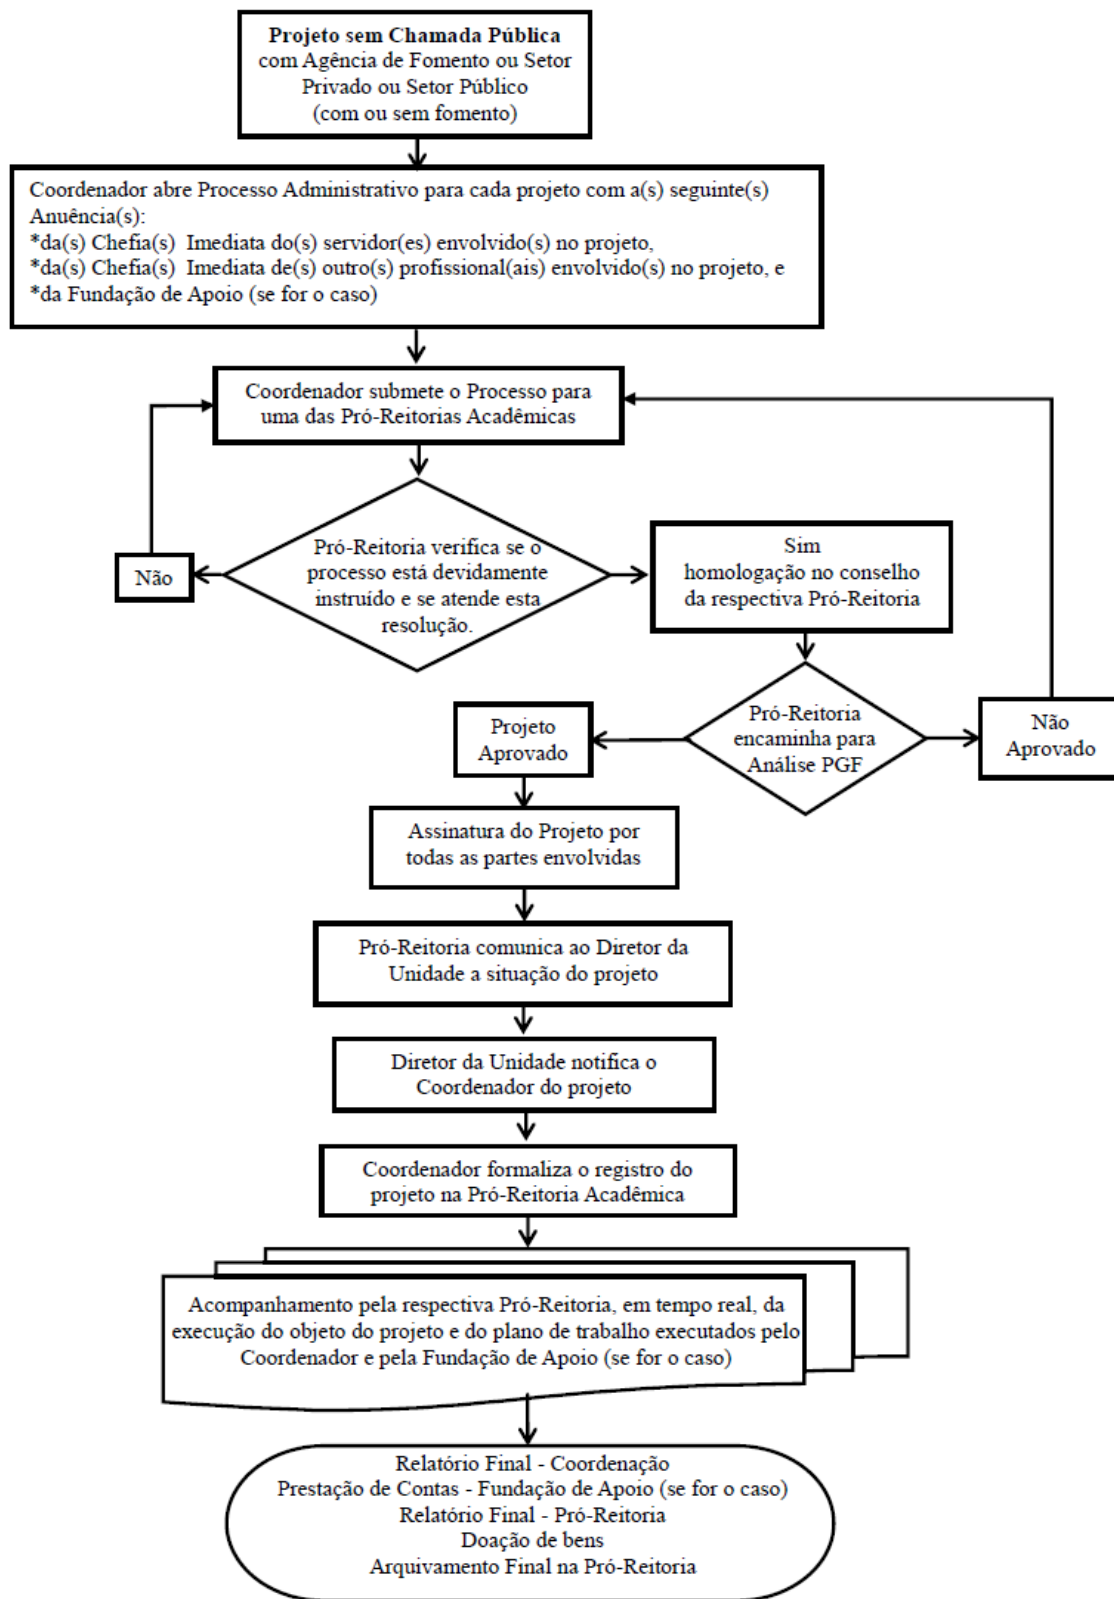 Projeto sem Chamada Pública
com Agência de Fomento ou Setor
Privado ou Setor Público
(com ou sem fomento)
Coordenador abre Processo Administrativo para cada projeto com a(s) seguinte(s)
Anuência(s):
*da(s) Chefia(s) Imediata do(s) servidor(es) envolvido(s) no projeto,
*da(s) Chefia(s) Imediata de(s) outro(s) profissional(ais) envolvido(s) no projeto, e
*da Fundação de Apoio (se for o caso)
Coordenador submete o Processo para
uma das Pró-Reitorias Acadêmicas
Pró-Reitoria verifica se o
processo está devidamente
instruído e se atende esta
resolução.
Não
Sim
homologação no conselho
da respectiva Pró-Reitoria
Pró-Reitoria
encaminha para
Análise PGF
Projeto
Aprovado
Não
Aprovado
Assinatura do Projeto por
todas as partes envolvidas
Pró-Reitoria comunica ao Diretor da
Unidade a situação do projeto
Diretor da Unidade notifica o
Coordenador do projeto
Coordenador formaliza o registro do
projeto na Pró-Reitoria Acadêmica
Acompanhamento pela respectiva Pró-Reitoria, em tempo real, da
execução do objeto do projeto e do plano de trabalho executados pelo
Coordenador e pela Fundação de Apoio (se for o caso)
Relatório Final - Coordenação
Prestação de Contas - Fundação de Apoio (se for o caso)
Relatório Final - Pró-Reitoria
Doação de bens
Arquivamento Final na Pró-Reitoria